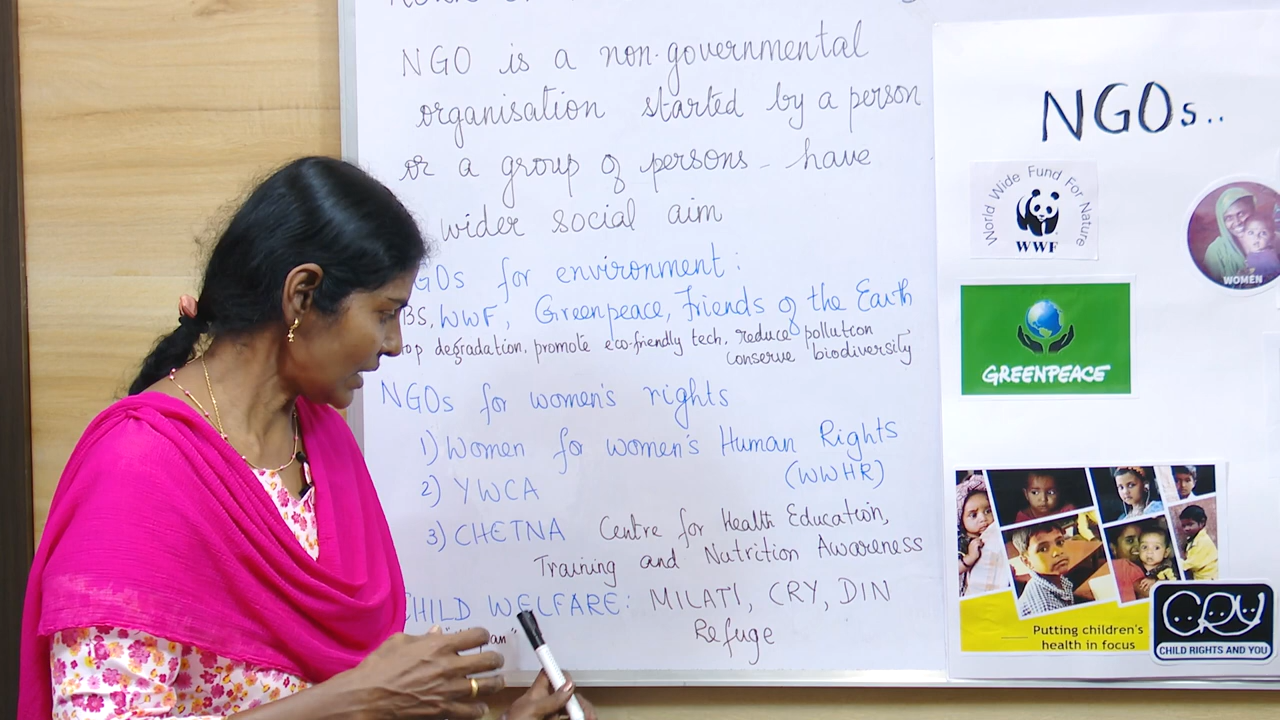 NGO is a non-governmental
organisation started by a person
or a group of persons - have
wider social aim
GOs for environment:
BS, WWF, Greenpeace, Friends of the Earth
op degradation, promote eco-friendly tech, reduce pollution
conserve biodiversity
NGOs for women's rights
1) Women for women's Human Rights
(WWHR)
2) YWCA
3) CHETNA Centre for Health Education,
Training and Nutrition Awareness
CHILD WELFARE: MILATI, CRY, DIN
Refuge
NGOs..
World Wide Fund For Nature
WWF
WOMEN
GREENPEACE
Putting children's
health in focus
CRY
CHILD RIGHTS AND YOU